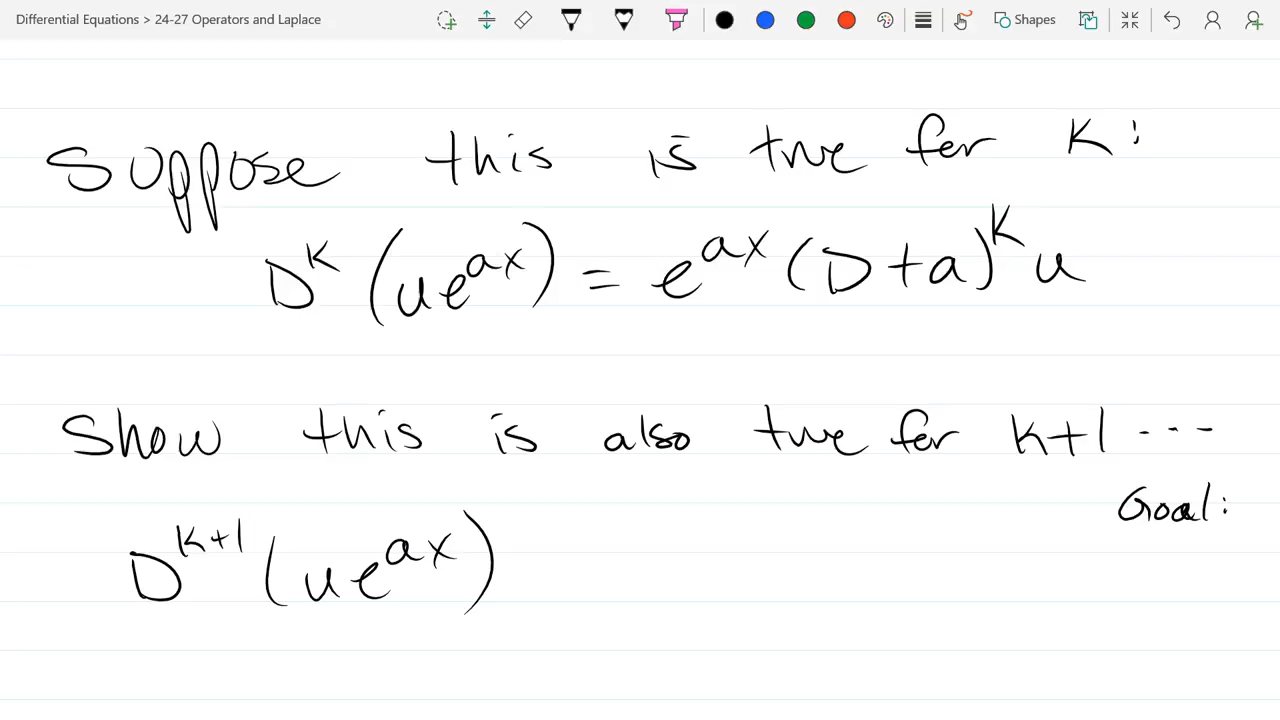 Differential Equations > 24-27 Operators and Laplace
Shapes
Suppose this is true for K:
D^K (ue^{ax}) = e^{ax} (D+a)^K u
Show this is also true for K+1 ...
Goal:
D^{K+1} (ue^{ax})